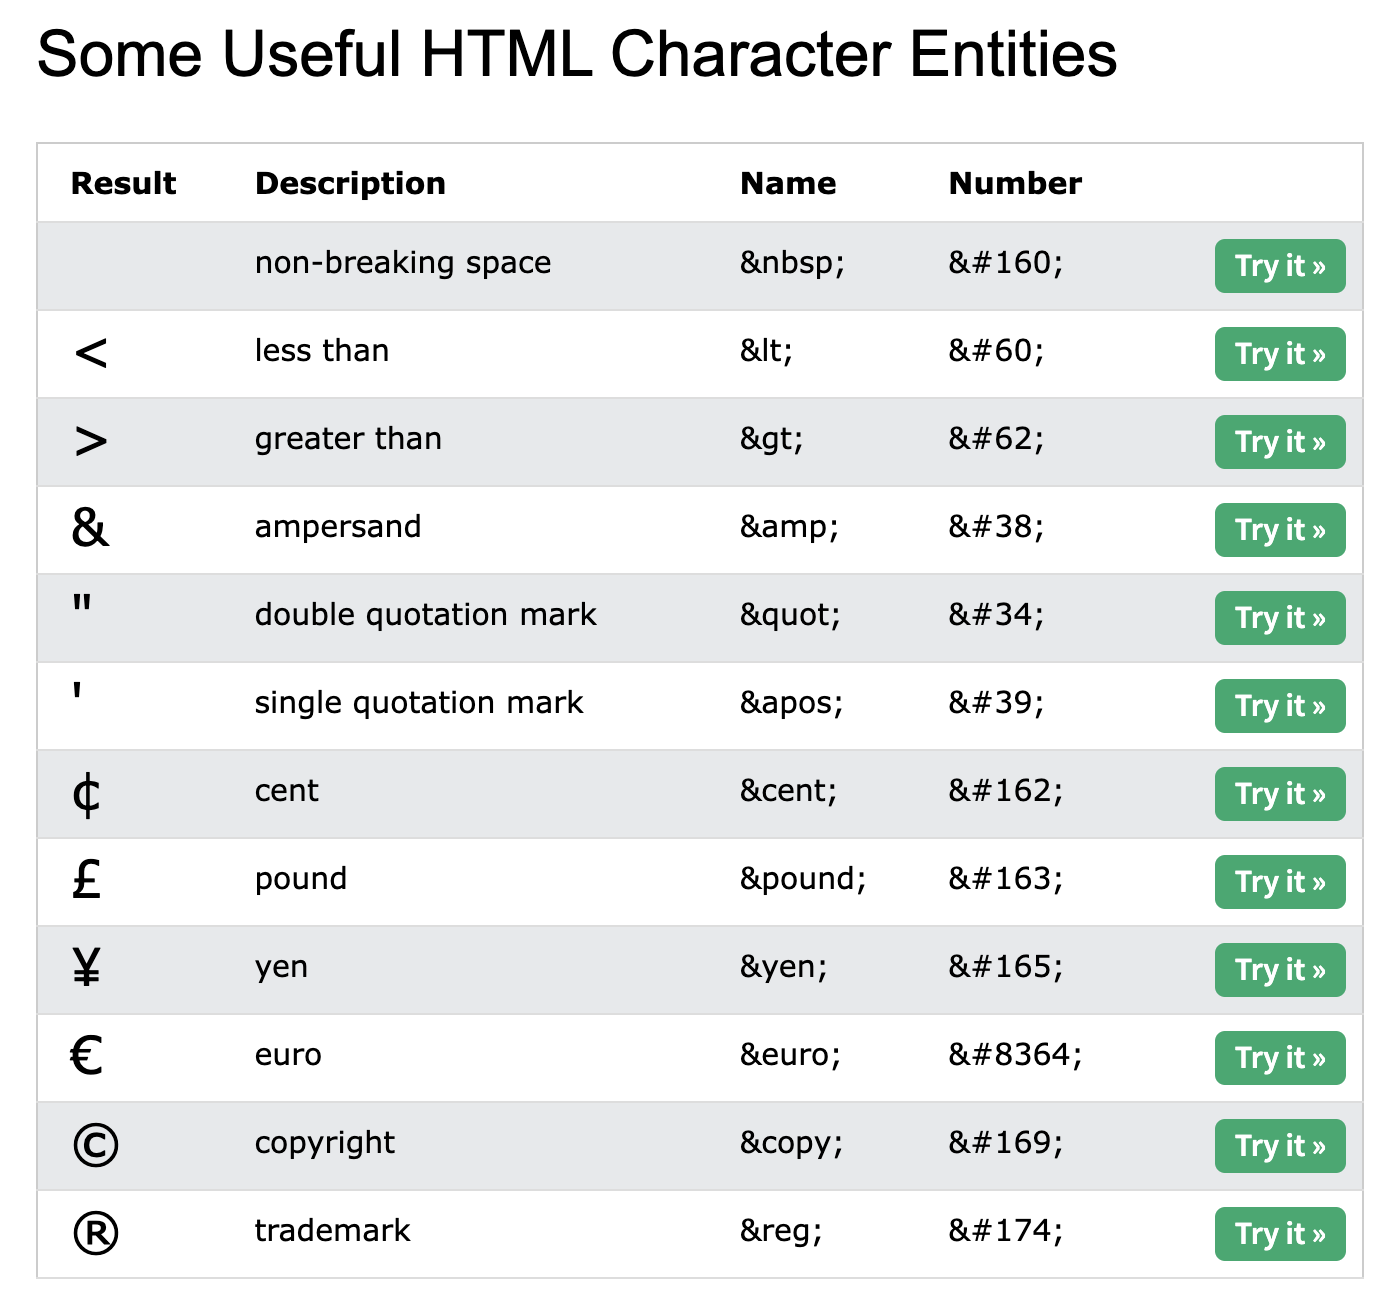 Some Useful HTML Character Entities
Result Description Name Number
non-breaking space &nbsp; &#160; Try it »
< less than &lt; &#60; Try it »
> greater than &gt; &#62; Try it »
& ampersand &amp; &#38; Try it »
" double quotation mark &quot; &#34; Try it »
' single quotation mark &apos; &#39; Try it »
¢ cent &cent; &#162; Try it »
£ pound &pound; &#163; Try it »
¥ yen &yen; &#165; Try it »
€ euro &euro; &#8364; Try it »
© copyright &copy; &#169; Try it »
® trademark &reg; &#174; Try it »